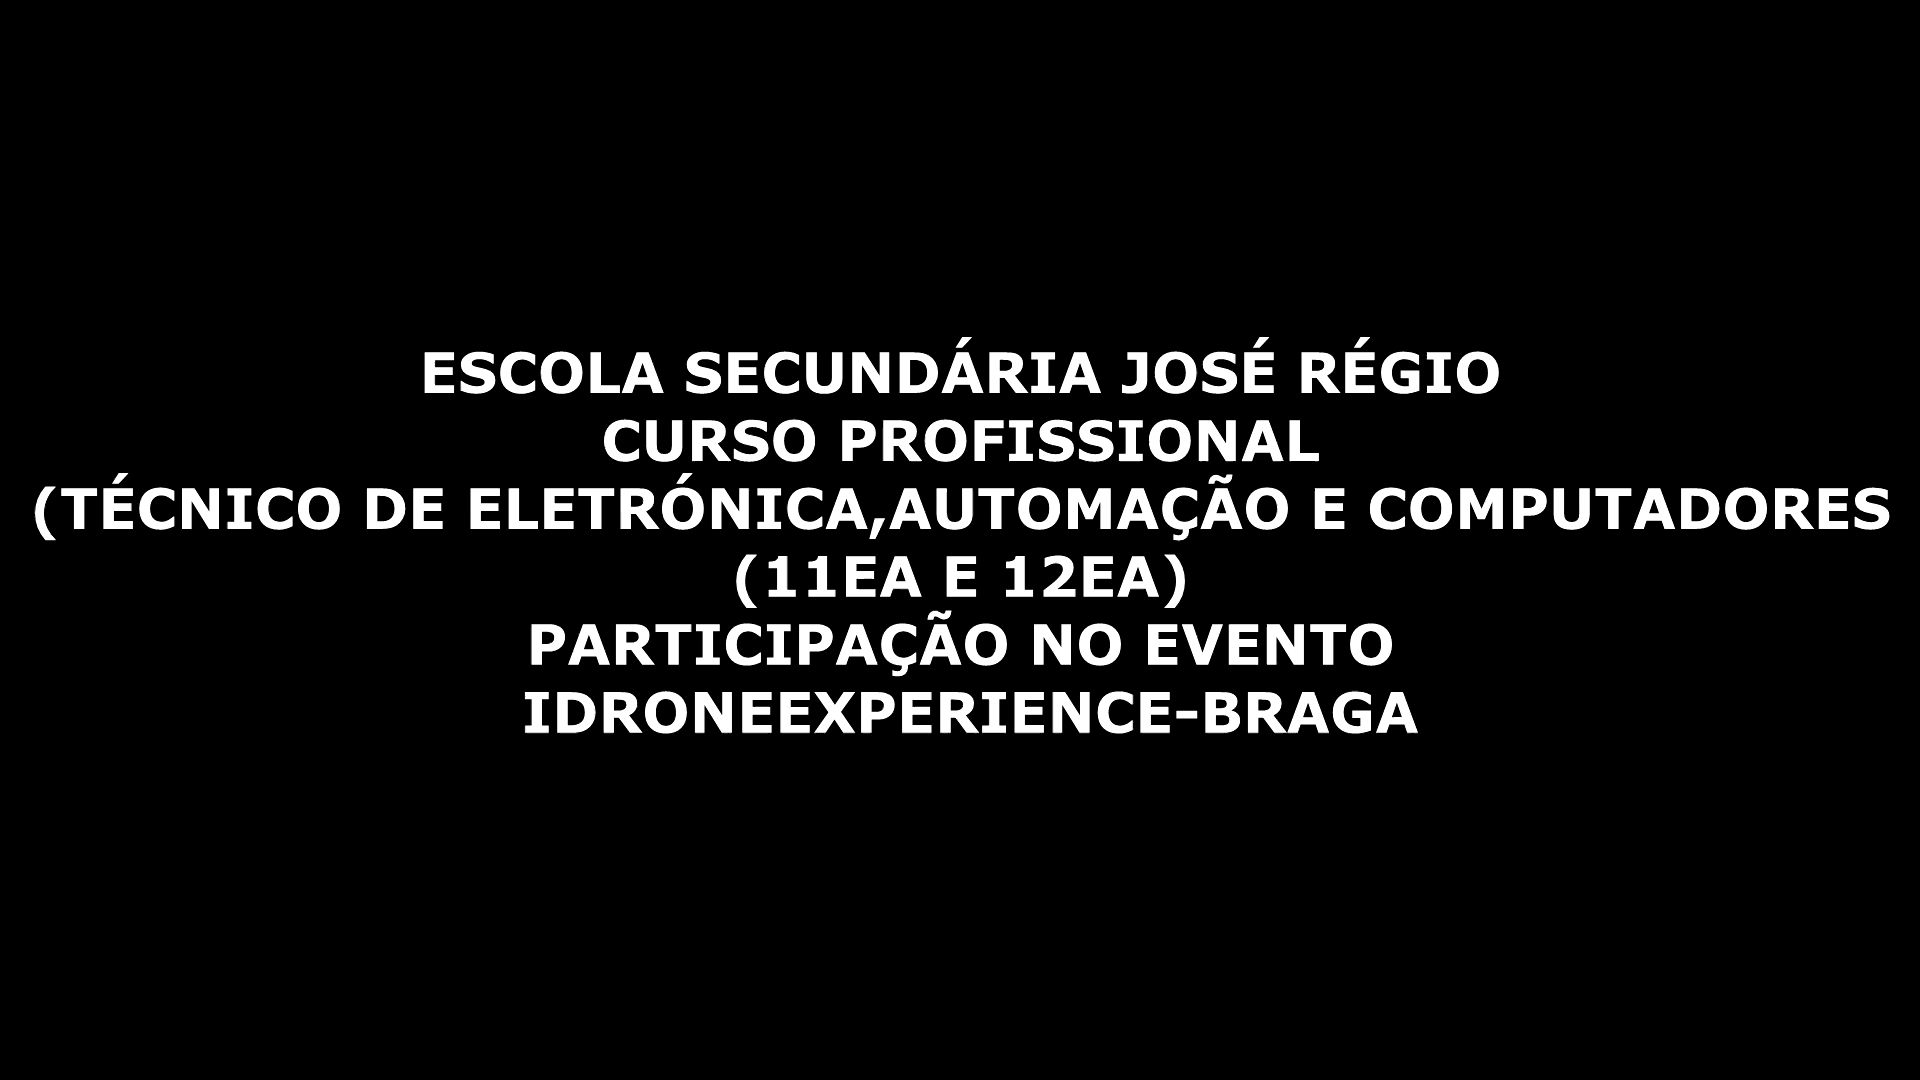 ESCOLA SECUNDÁRIA JOSÉ RÉGIO
CURSO PROFISSIONAL
(TÉCNICO DE ELETRÓNICA,AUTOMAÇÃO E COMPUTADORES
(11EA E 12EA)
PARTICIPAÇÃO NO EVENTO
IDRONEEXPERIENCE-BRAGA